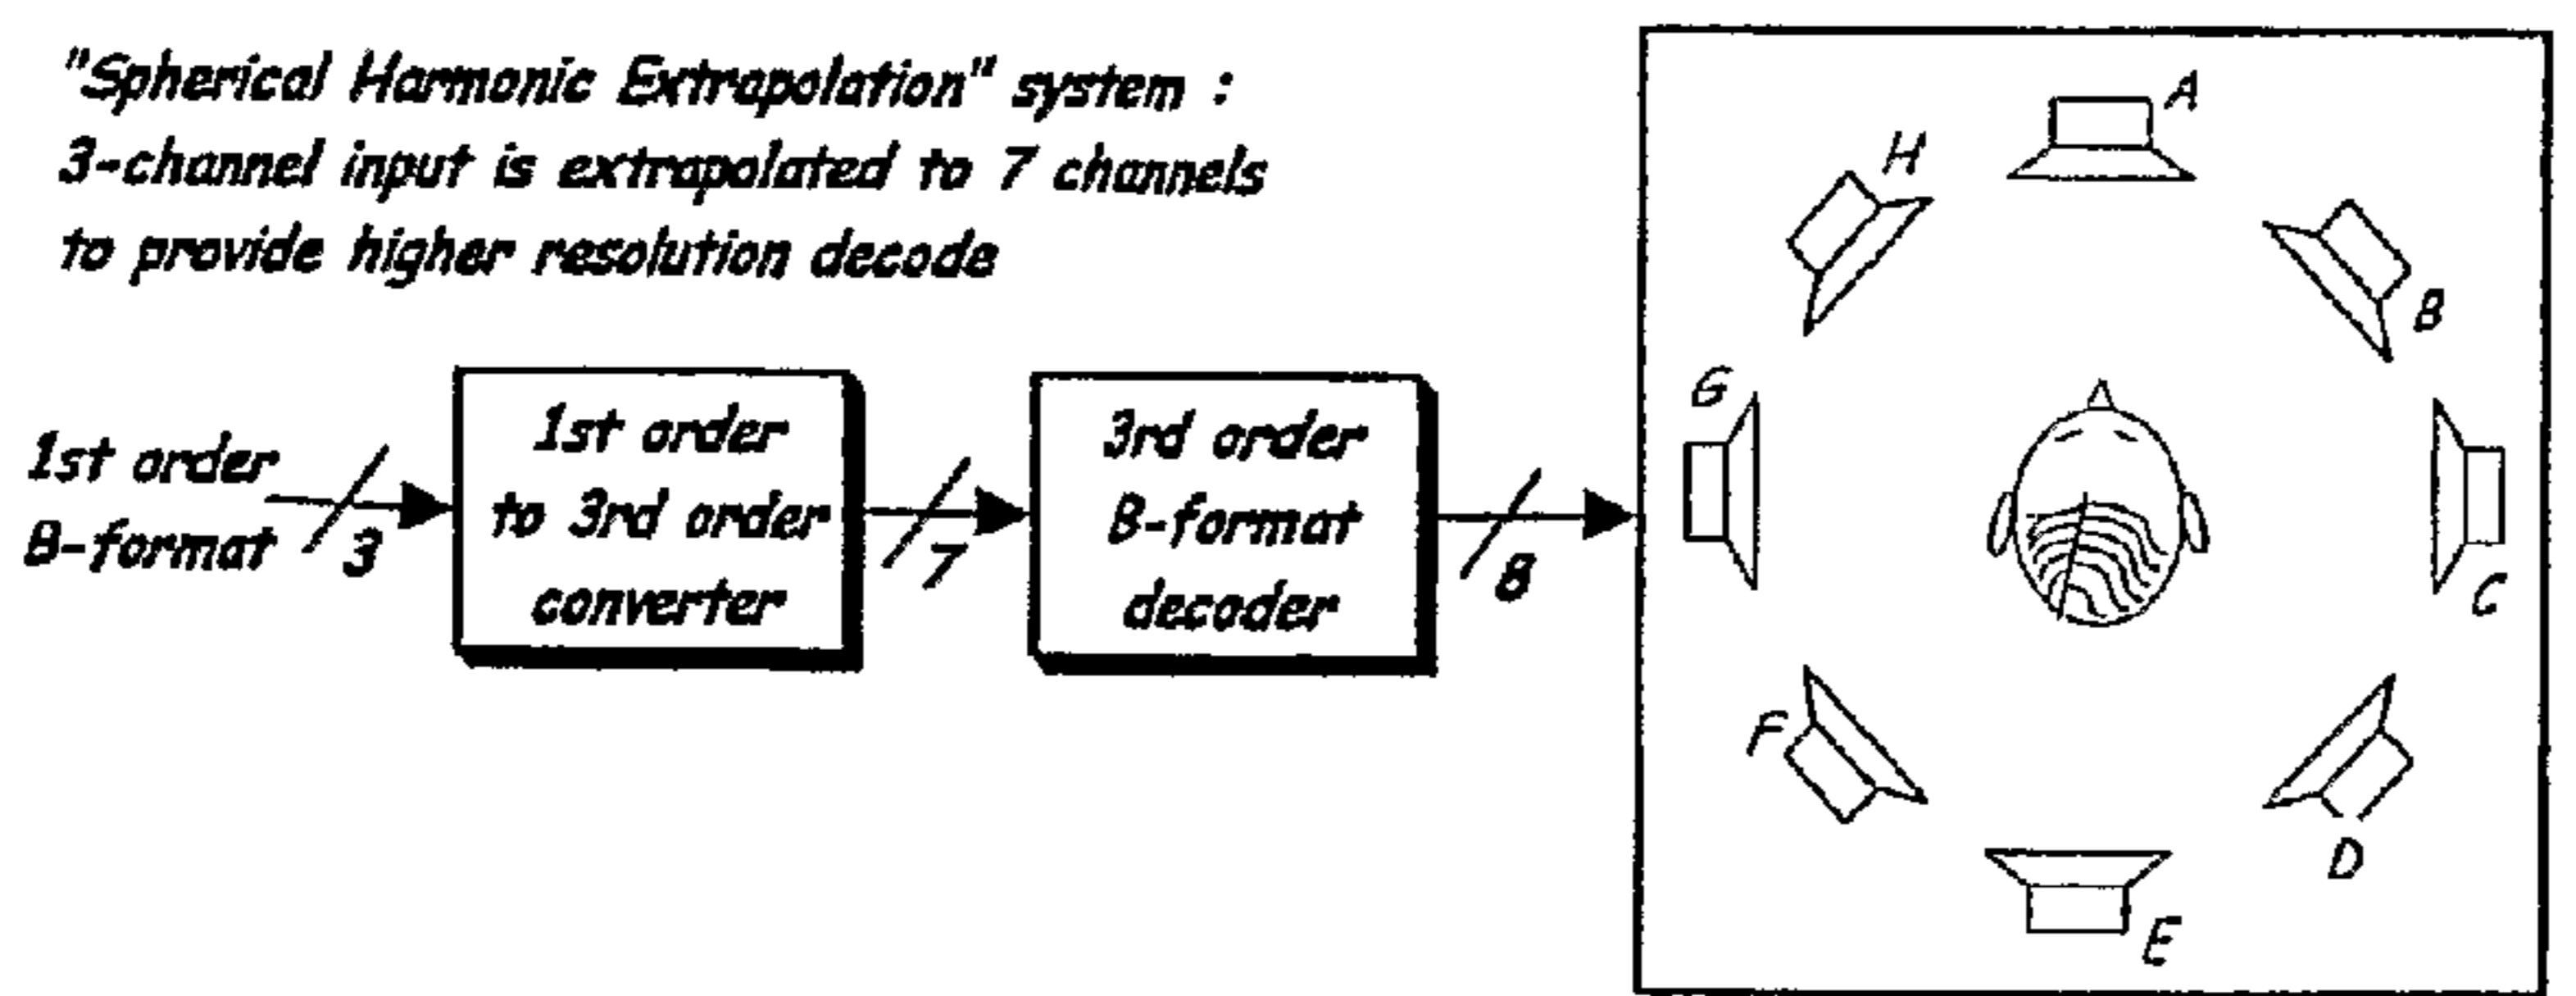 "Spherical Harmonic Extrapolation" system :
3-channel input is extrapolated to 7 channels
to provide higher resolution decode
1st order
B-format
3
1st order
to 3rd order
converter
7
3rd order
B-format
decoder
8
A
B
C
D
E
F
G
H